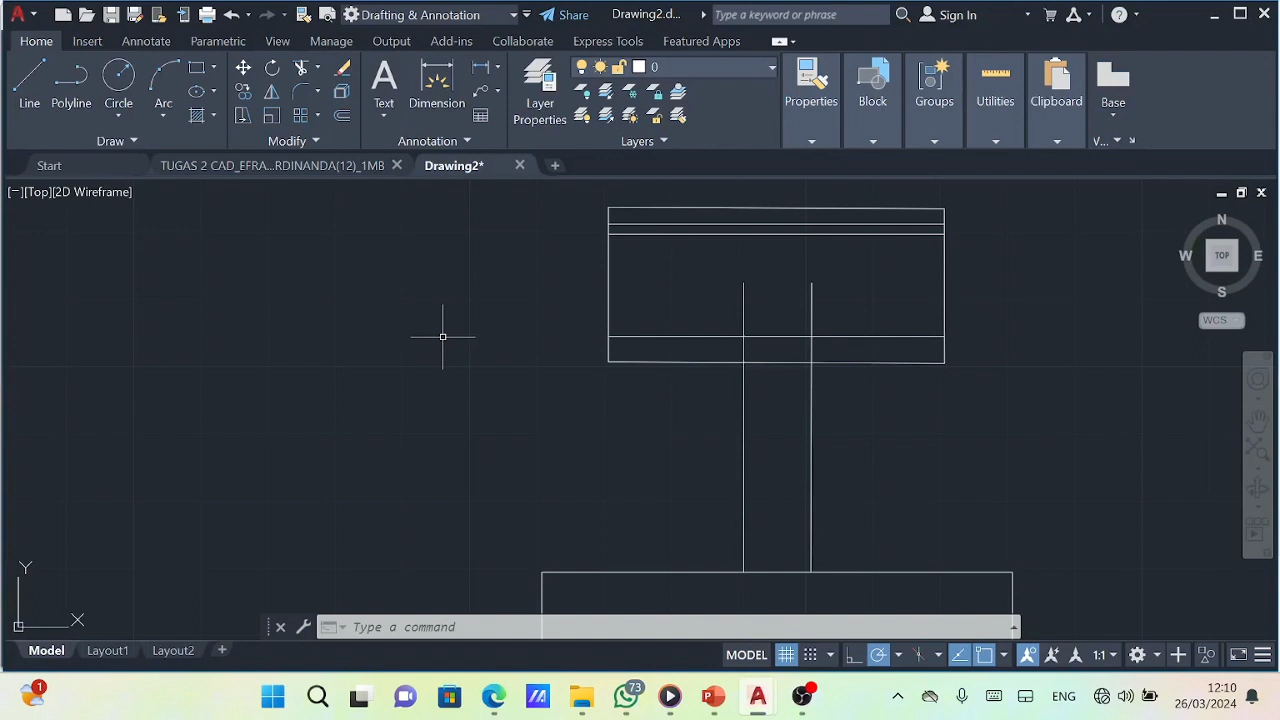 Drafting & Annotation
Share
Drawing2.d...
Type a keyword or phrase
Sign In
Home
Insert
Annotate
Parametric
View
Manage
Output
Add-ins
Collaborate
Express Tools
Featured Apps
Line
Polyline
Circle
Arc
Text
Dimension
Layer
Properties
0
Properties
Block
Groups
Utilities
Clipboard
Base
Draw
Modify
Annotation
Layers
V...
Start
TUGAS 2 CAD_EFRA...RDINANDA(12)_1MB
Drawing2*
[−][Top][2D Wireframe]
N
W
TOP
E
S
WCS
Y
X
Type a command
Model
Layout1
Layout2
MODEL
1:1
1
73
ENG
12:10
26/03/2024